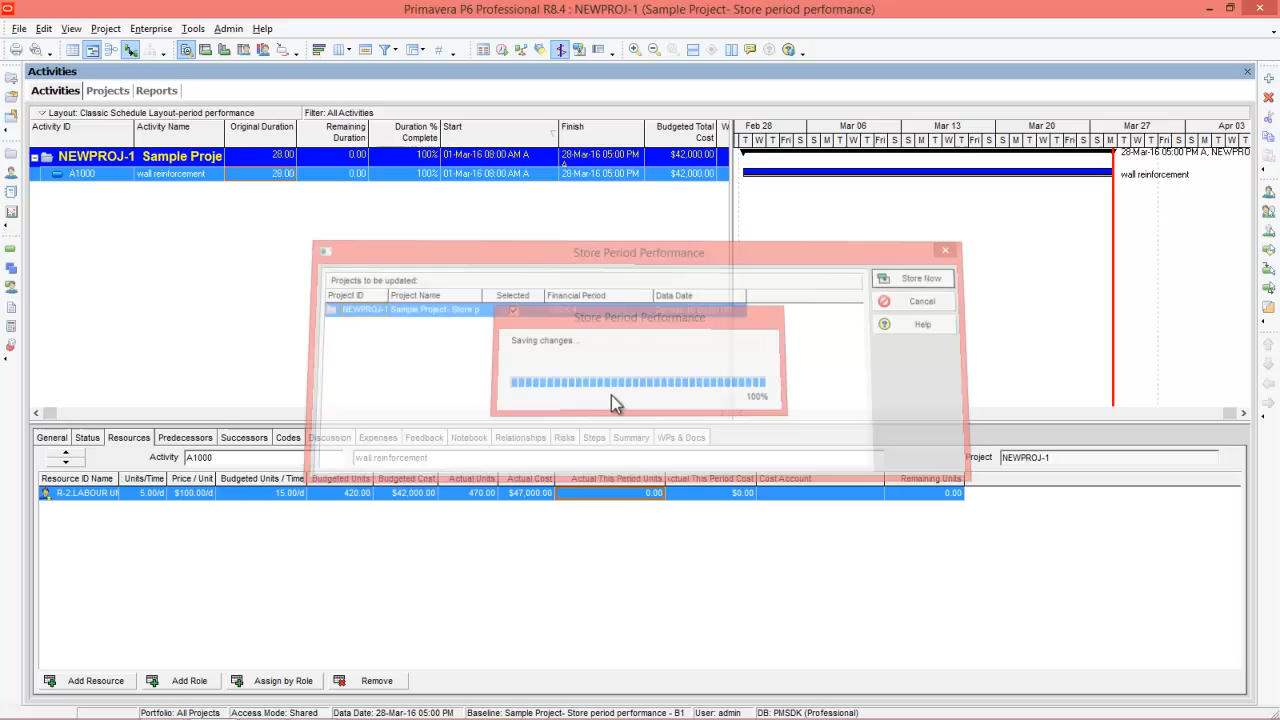 Primavera P6 Professional R8.4 : NEWPROJ-1 (Sample Project- Store period performance)
File Edit View Project Enterprise Tools Admin Help
Activities
Activities Projects Reports
Layout: Classic Schedule Layout-period performance Filter: All Activities
Activity ID Activity Name Original Duration Remaining Duration Duration % Complete Start Finish Budgeted Total Cost W
Feb 28 Mar 06 Mar 13 Mar 20 Mar 27 Apr 03
T W T Fri S S M T W T Fri S S M T W T Fri S S M T W T Fri S S M T W T Fri S S M T
NEWPROJ-1 Sample Proje 28.00 0.00 100% 01-Mar-16 08:00 AM A 28-Mar-16 05:00 PM A $42,000.00 28-Mar-16 05:00 PM A, NEWPRO
A1000 wall reinforcement 28.00 0.00 100% 01-Mar-16 08:00 AM A 28-Mar-16 05:00 PM A $42,000.00 wall reinforcement
Store Period Performance
Projects to be updated:
Project ID Project Name Selected Financial Period Data Date
NEWPROJ-1 Sample Project- Store p
Store Now
Cancel
Help
Store Period Performance
Saving changes...
100%
General Status Resources Predecessors Successors Codes Discussion Expenses Feedback Notebook Relationships Risks Steps Summary WPs & Docs
Activity A1000 wall reinforcement Project NEWPROJ-1
Resource ID Name Units/Time Price / Unit Budgeted Units / Time Budgeted Units Budgeted Cost Actual Units Actual Cost Actual This Period Units ctual This Period Cost Cost Account Remaining Units
R-2.LABOUR UI 5.00/d $100.00/d 15.00/d 420.00 $42,000.00 470.00 $47,000.00 0.00 $0.00 0.00
Add Resource Add Role Assign by Role Remove
Portfolio: All Projects Access Mode: Shared Data Date: 28-Mar-16 05:00 PM Baseline: Sample Project- Store period performance - B1 User: admin DB: PMSDK (Professional)